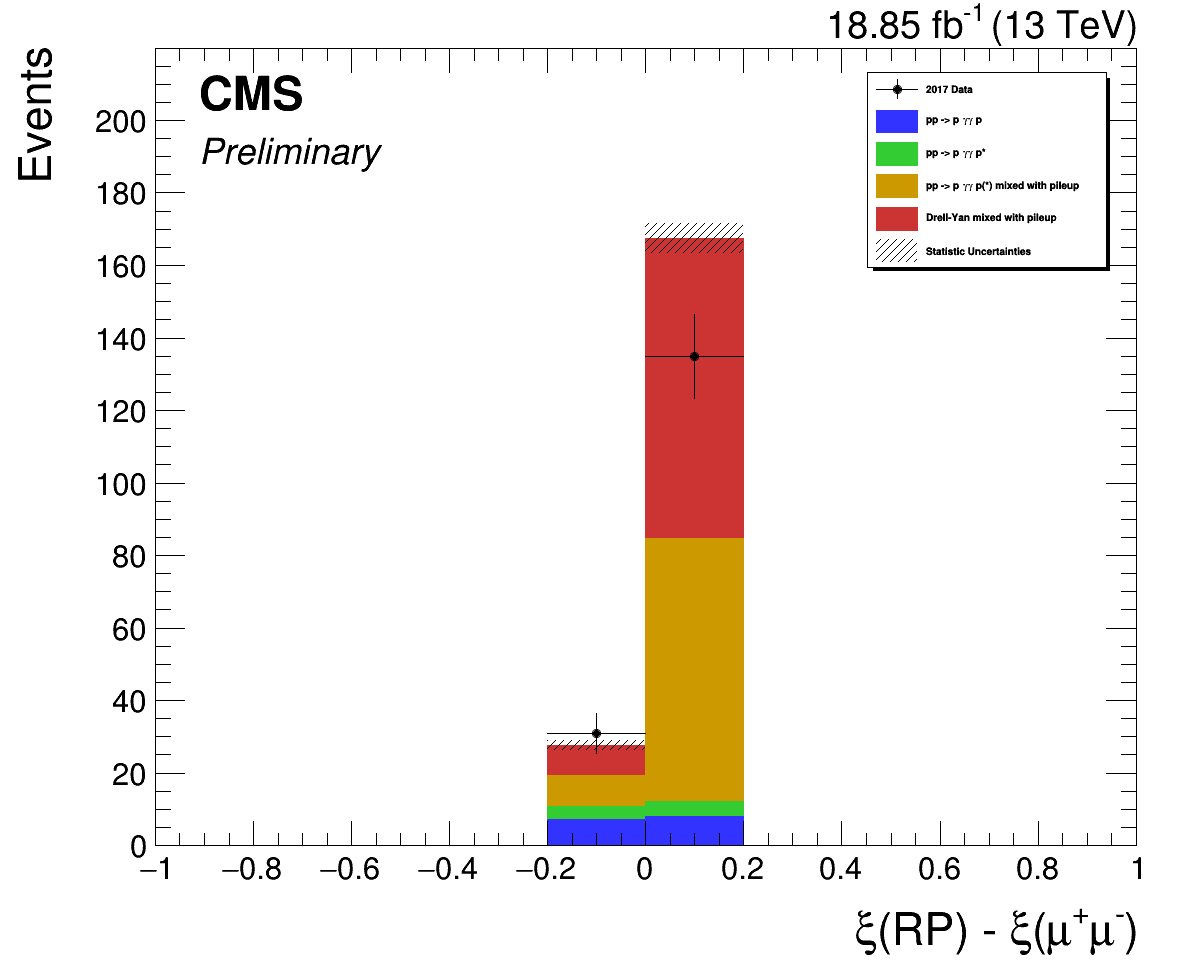 18.85 fb-1 (13 TeV)
Events
CMS
Preliminary
2017 Data
pp -> p γγ p
pp -> p γγ p*
pp -> p γγ p(*) mixed with pileup
Drell-Yan mixed with pileup
Statistic Uncertainties
200
180
160
140
120
100
80
60
40
20
0
−1 −0.8 −0.6 −0.4 −0.2 0 0.2 0.4 0.6 0.8 1
ξ(RP) - ξ(μ+μ-)